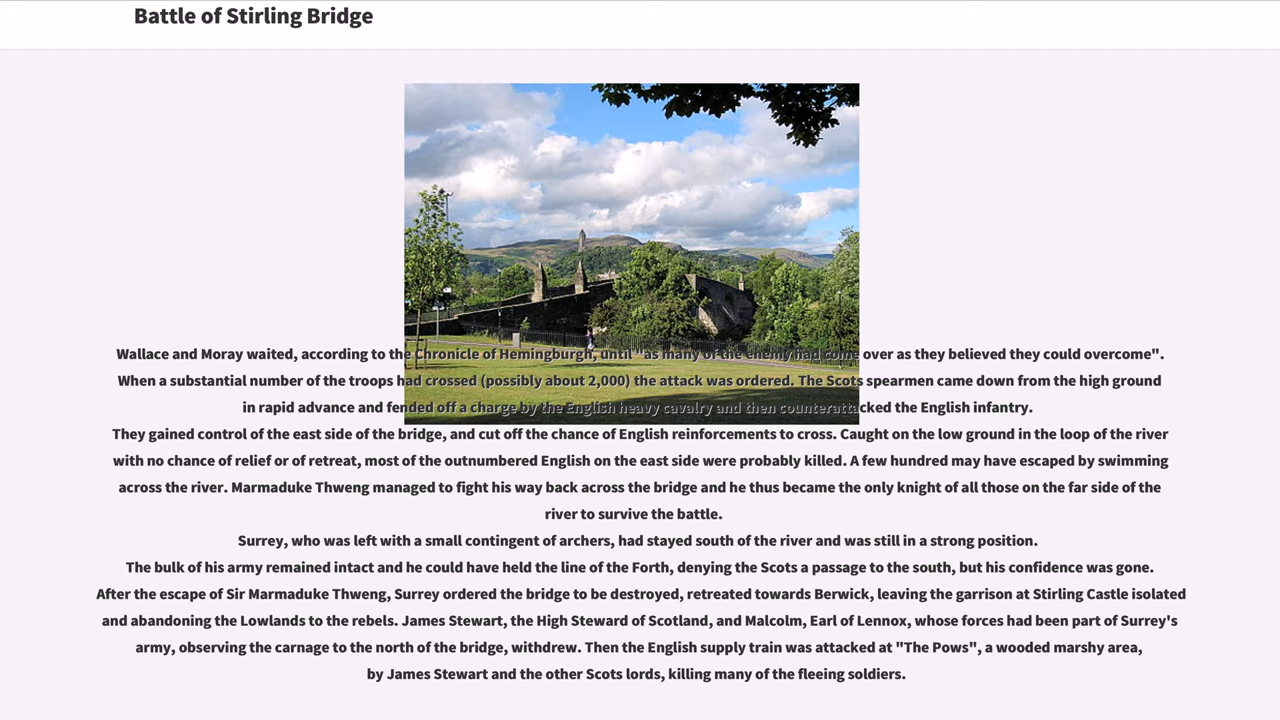 Battle of Stirling Bridge
Wallace and Moray waited, according to the Chronicle of Hemingburgh, until "as many of the enemy had come over as they believed they could overcome".
When a substantial number of the troops had crossed (possibly about 2,000) the attack was ordered. The Scots spearmen came down from the high ground
in rapid advance and fended off a charge by the English heavy cavalry and then counterattacked the English infantry.
They gained control of the east side of the bridge, and cut off the chance of English reinforcements to cross. Caught on the low ground in the loop of the river
with no chance of relief or of retreat, most of the outnumbered English on the east side were probably killed. A few hundred may have escaped by swimming
across the river. Marmaduke Thweng managed to fight his way back across the bridge and he thus became the only knight of all those on the far side of the
river to survive the battle.
Surrey, who was left with a small contingent of archers, had stayed south of the river and was still in a strong position.
The bulk of his army remained intact and he could have held the line of the Forth, denying the Scots a passage to the south, but his confidence was gone.
After the escape of Sir Marmaduke Thweng, Surrey ordered the bridge to be destroyed, retreated towards Berwick, leaving the garrison at Stirling Castle isolated
and abandoning the Lowlands to the rebels. James Stewart, the High Steward of Scotland, and Malcolm, Earl of Lennox, whose forces had been part of Surrey's
army, observing the carnage to the north of the bridge, withdrew. Then the English supply train was attacked at "The Pows", a wooded marshy area,
by James Stewart and the other Scots lords, killing many of the fleeing soldiers.